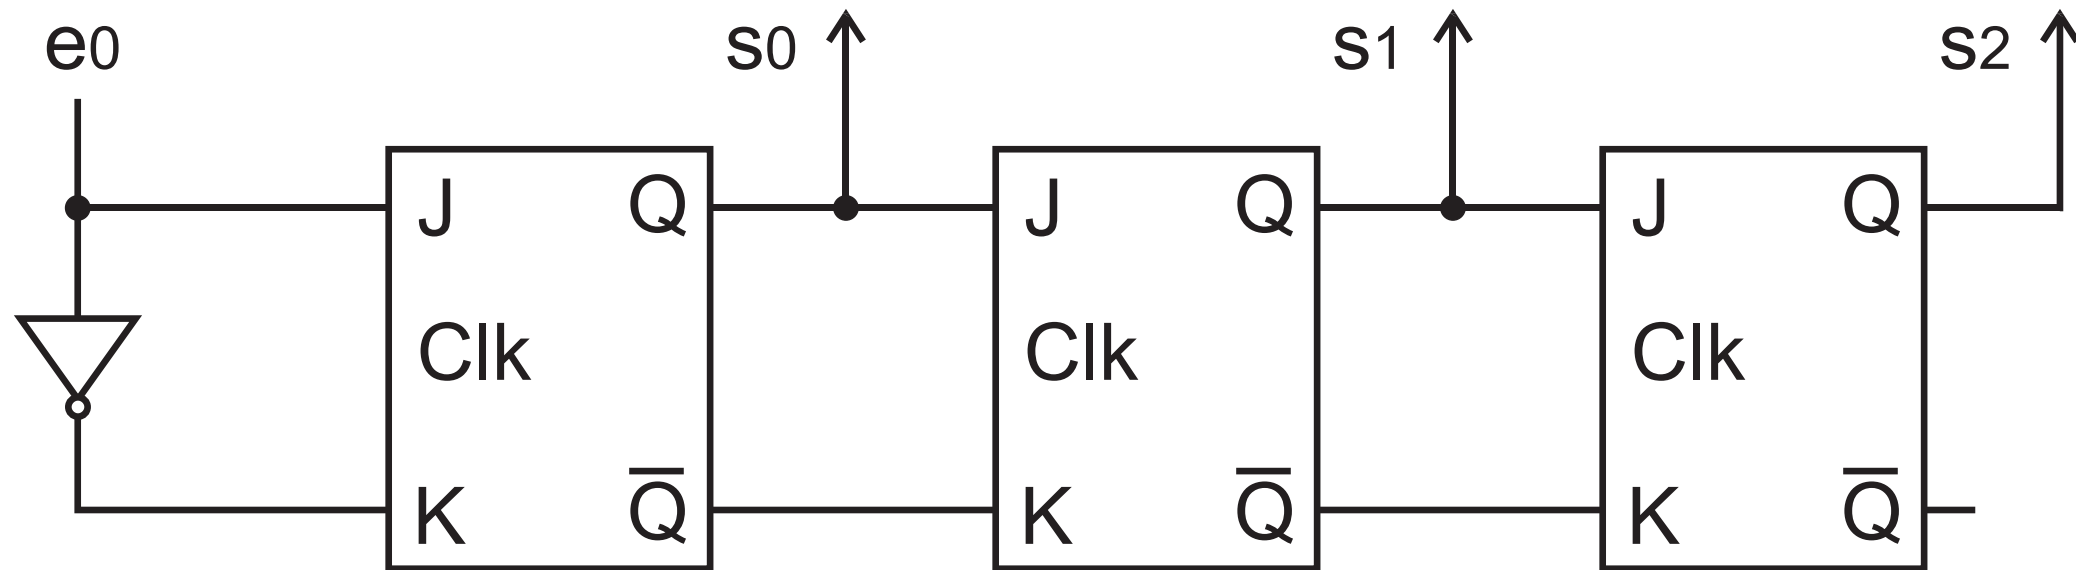 e0 s0 s1 s2
J Q J Q J Q
Clk Clk Clk
K Q̅ K Q̅ K Q̅